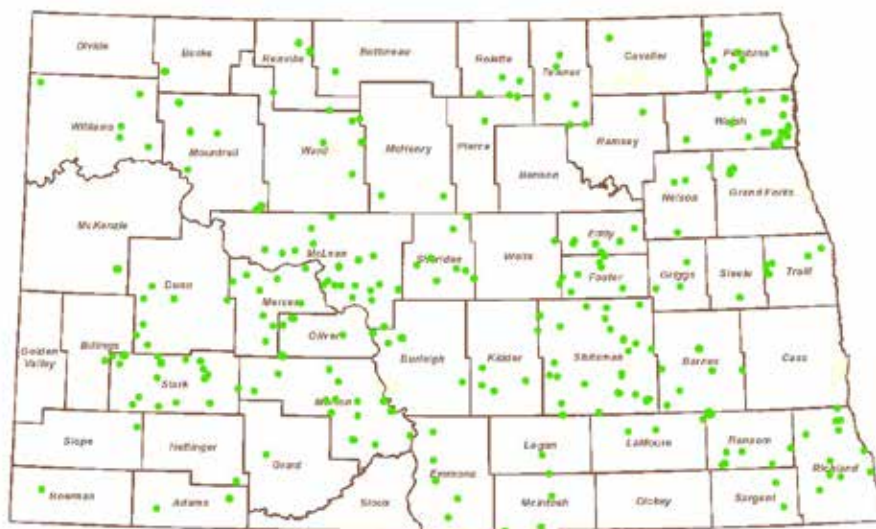 Divide
Burke
Renville
Bottineau
Rolette
Towner
Cavalier
Pembina
Williams
Mountrail
Ward
McHenry
Pierce
Benson
Ramsey
Walsh
McKenzie
Nelson
Grand Forks
Dunn
McLean
Sheridan
Wells
Eddy
Foster
Griggs
Steele
Traill
Mercer
Oliver
Golden
Valley
Billings
Stark
Burleigh
Kidder
Stutsman
Barnes
Cass
Morton
Slope
Hettinger
Grant
Logan
LaMoure
Ransom
Richland
Bowman
Adams
Sioux
Emmons
McIntosh
Dickey
Sargent